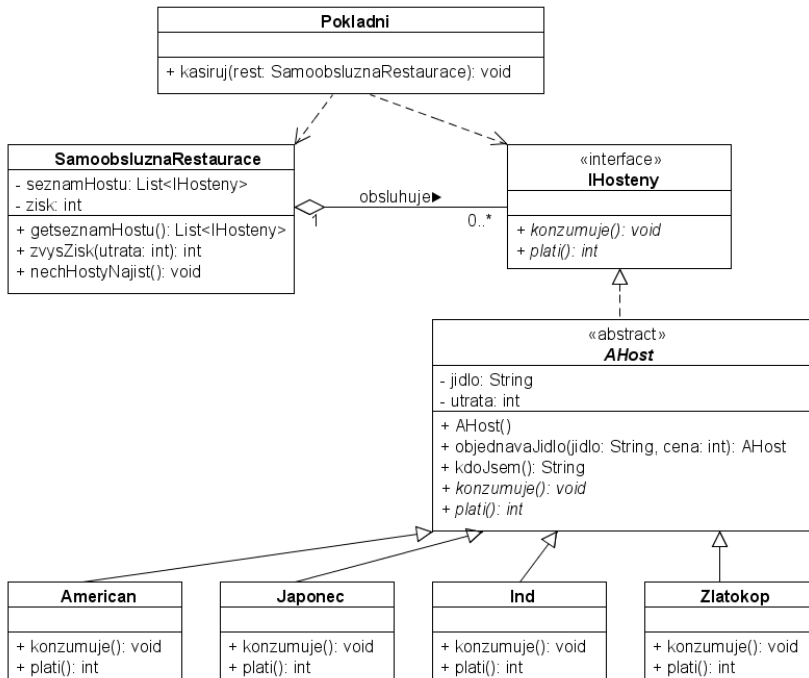 Pokladni
+ kasiruj(rest: SamoobsluznaRestaurace): void
SamoobsluznaRestaurace
- seznamHostu: List<IHosteny>
- zisk: int
+ getseznamHostu(): List<IHosteny>
+ zvysZisk(utrata: int): int
+ nechHostyNajist(): void
obsluhuje
1
0..*
«interface»
IHosteny
+ konzumuje(): void
+ plati(): int
«abstract»
AHost
- jidlo: String
- utrata: int
+ AHost()
+ objednavaJidlo(jidlo: String, cena: int): AHost
+ kdoJsem(): String
+ konzumuje(): void
+ plati(): int
American
+ konzumuje(): void
+ plati(): int
Japonec
+ konzumuje(): void
+ plati(): int
Ind
+ konzumuje(): void
+ plati(): int
Zlatokop
+ konzumuje(): void
+ plati(): int